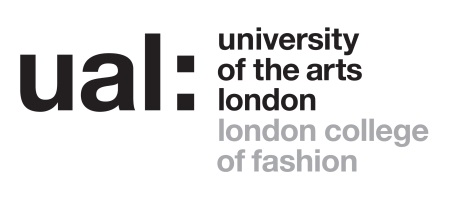 ual:
university
of the arts
london
london college
of fashion